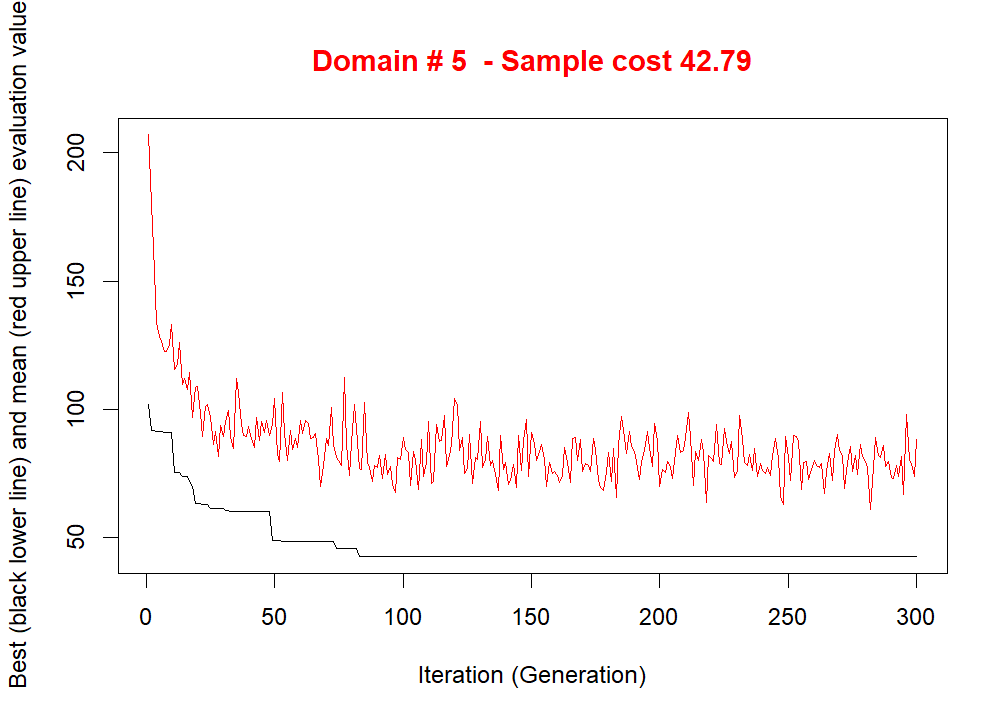 Domain # 5  - Sample cost 42.79
Best (black lower line) and mean (red upper line) evaluation value
200
150
100
50
0 50 100 150 200 250 300
Iteration (Generation)